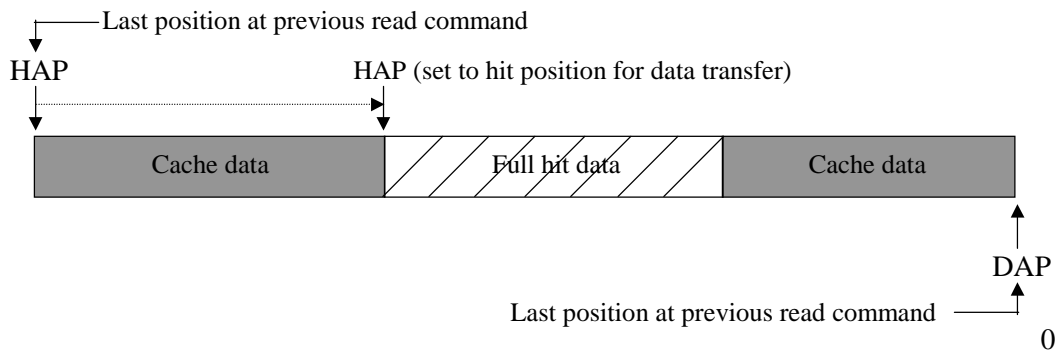 Last position at previous read command
HAP
HAP (set to hit position for data transfer)
Cache data
Full hit data
Cache data
DAP
Last position at previous read command
0